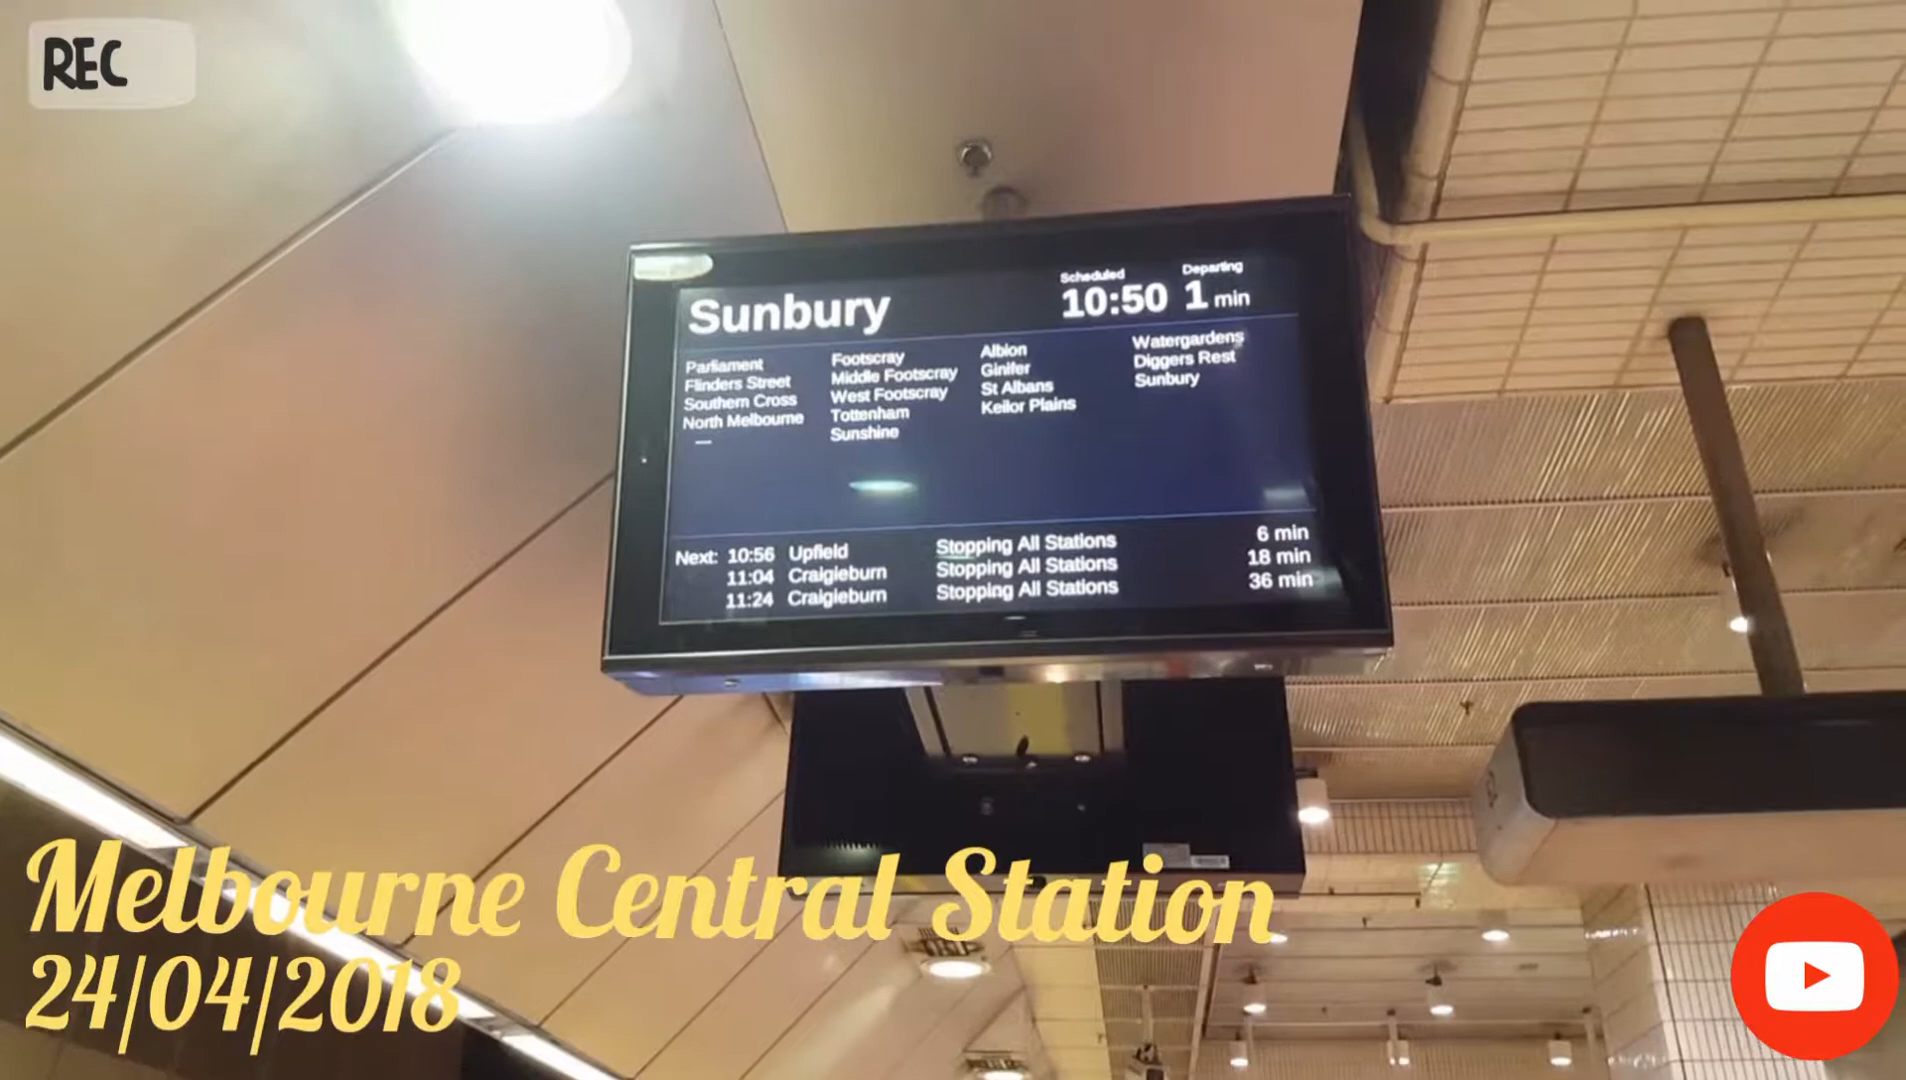 REC
Scheduled Departing
Sunbury 10:50 1 min
Parliament
Flinders Street
Southern Cross
North Melbourne
—
Footscray
Middle Footscray
West Footscray
Tottenham
Sunshine
Albion
Ginifer
St Albans
Keilor Plains
Watergardens
Diggers Rest
Sunbury
Next: 10:56 Upfield Stopping All Stations 6 min
11:04 Craigieburn Stopping All Stations 18 min
11:24 Craigieburn Stopping All Stations 36 min
Melbourne Central Station
24/04/2018